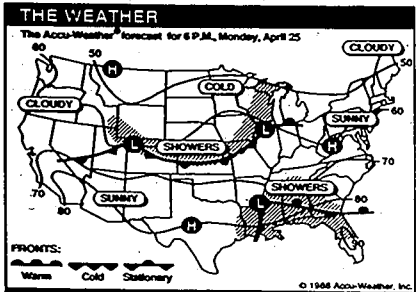 THE WEATHER
The Accu-Weather® forecast for 6 P.M., Monday, April 25
60
50
H
COLD
CLOUDY
50
CLOUDY
60
L
SUNNY
H
L
SHOWERS
70
SHOWERS
70
80
SUNNY
L
80
H
90
FRONTS:
Warm Cold Stationary
© 1988 Accu-Weather, Inc.